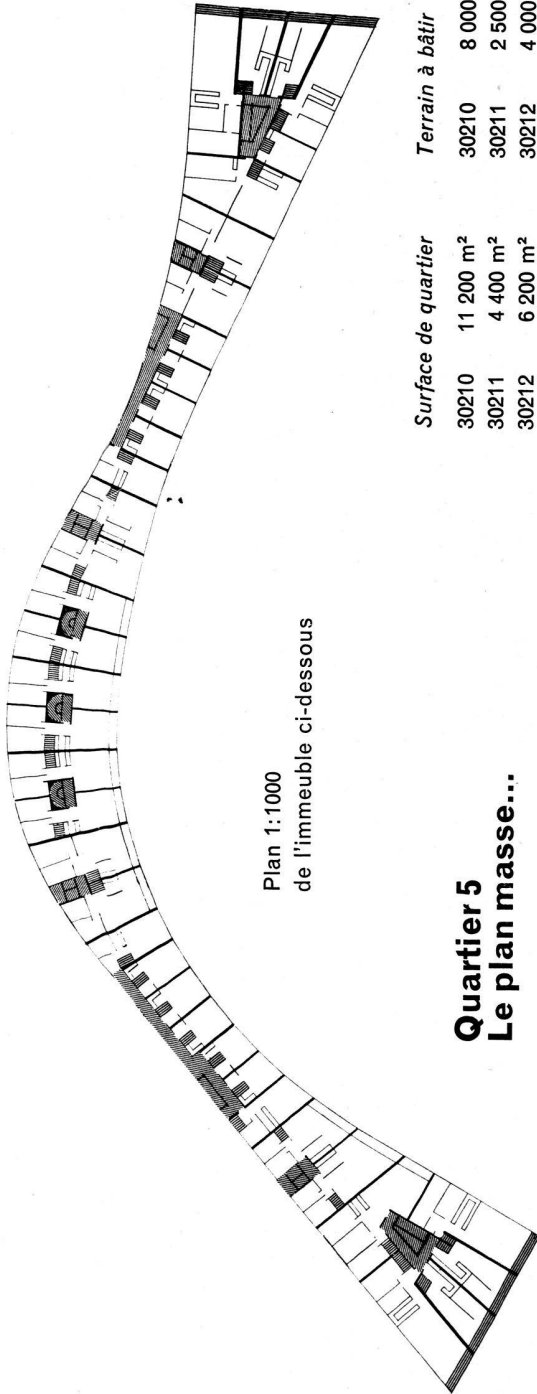 Plan 1:1000
de l'immeuble ci-dessous
Quartier 5
Le plan masse...
Surface de quartier Terrain à bâtir
30210 11 200 m² 30210 8 000
30211 4 400 m² 30211 2 500
30212 6 200 m² 30212 4 000